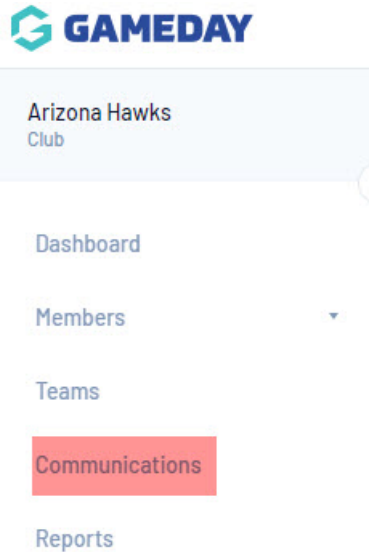 GAMEDAY
Arizona Hawks
Club
Dashboard
Members
Teams
Communications
Reports